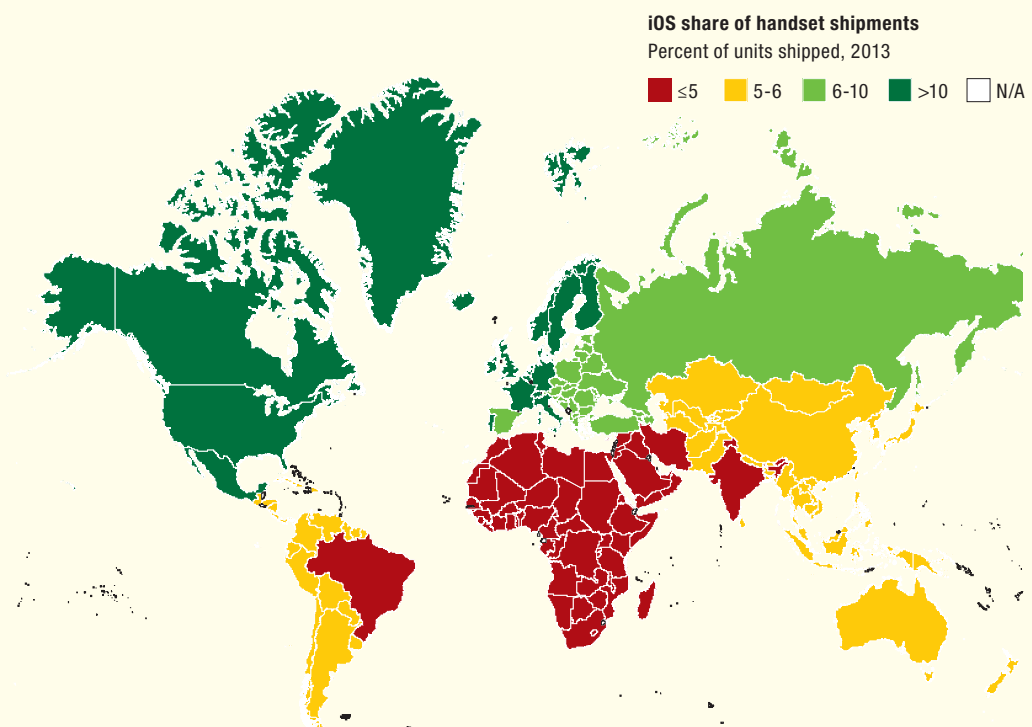 iOS share of handset shipments
Percent of units shipped, 2013
≤5 5-6 6-10 >10 N/A